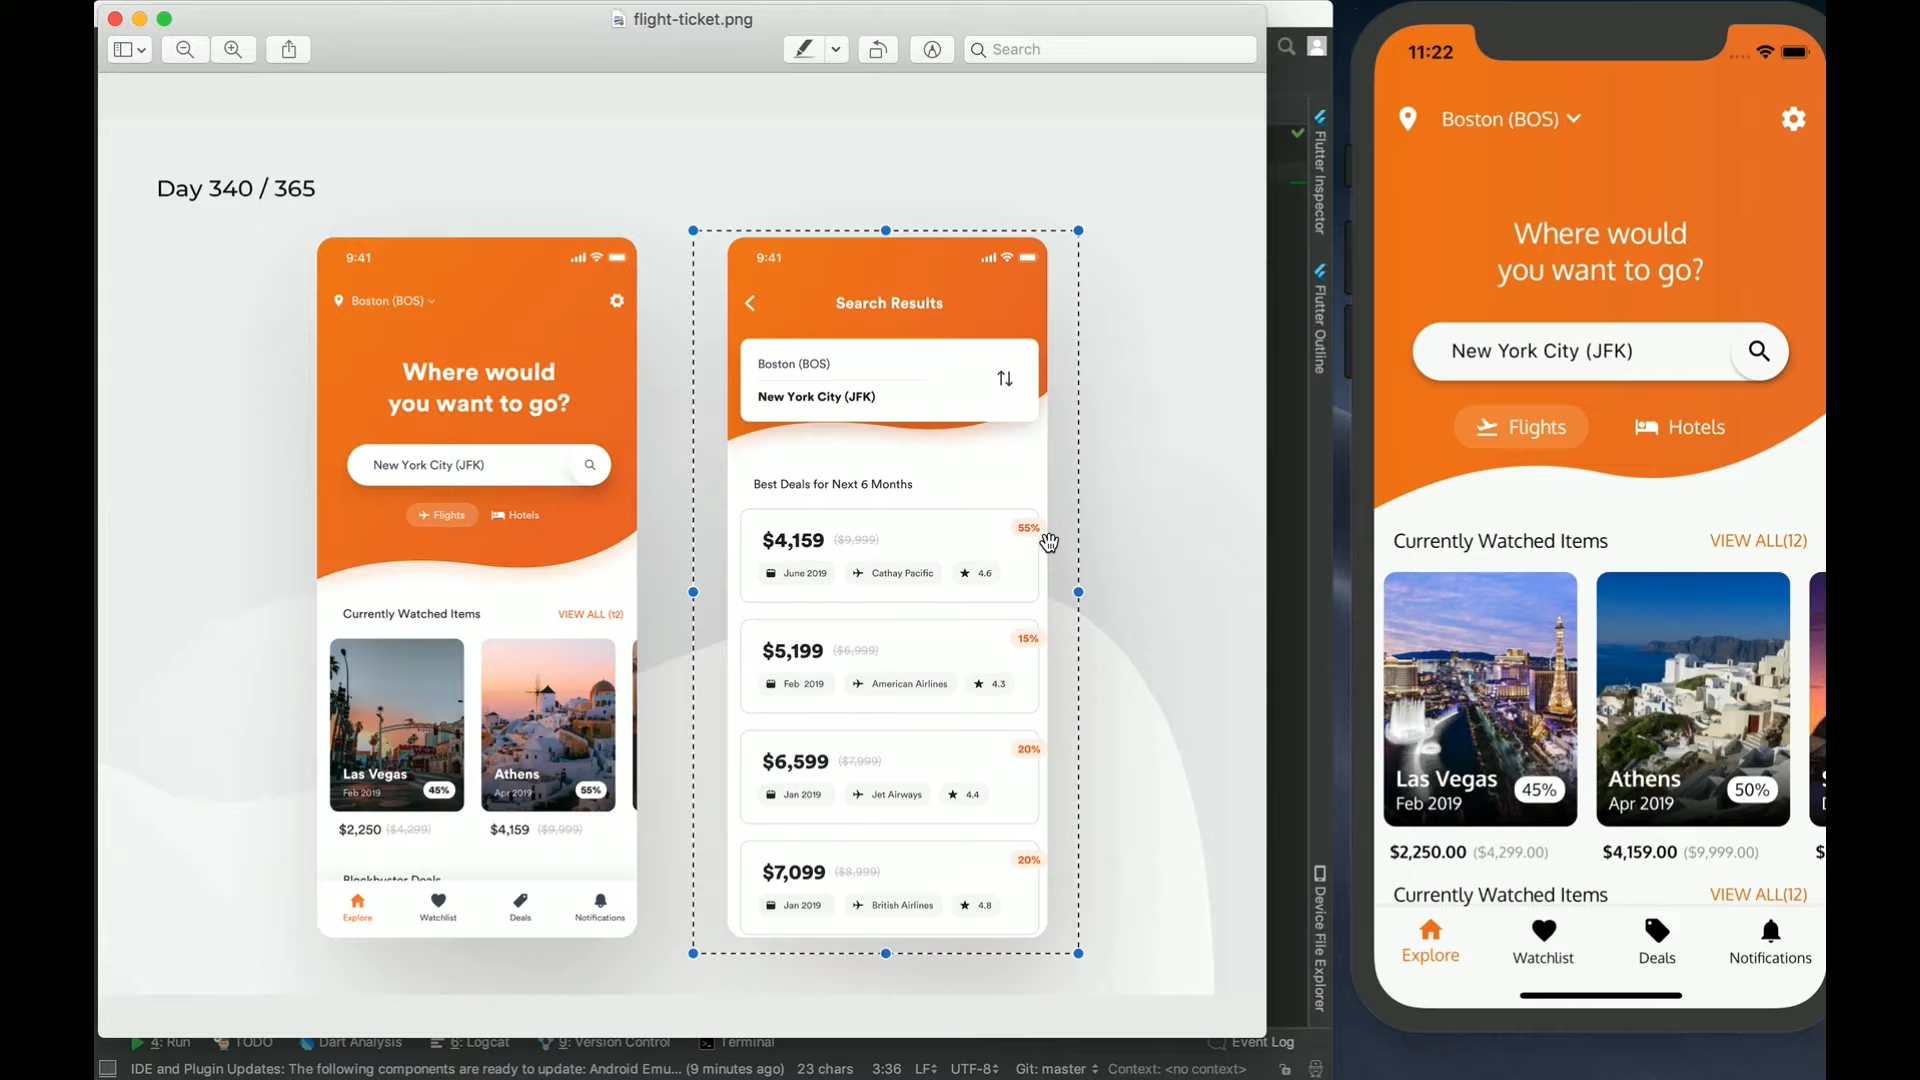 flight-ticket.png
Search
Day 340 / 365
9:41
Boston (BOS)
Where would
you want to go?
New York City (JFK)
Flights
Hotels
Currently Watched Items
VIEW ALL (12)
Las Vegas
Feb 2019
45%
Athens
Apr 2019
55%
$2,250 ($4,299)
$4,159 ($9,999)
Blockbuster Deals
Explore
Watchlist
Deals
Notifications
9:41
Search Results
Boston (BOS)
New York City (JFK)
Best Deals for Next 6 Months
$4,159 ($9,999)
55%
June 2019
Cathay Pacific
4.6
$5,199 ($6,999)
15%
Feb 2019
American Airlines
4.3
$6,599 ($7,999)
20%
Jan 2019
Jet Airways
4.4
$7,099 ($8,999)
20%
Jan 2019
British Airlines
4.8
Flutter Inspector
Flutter Outline
Device File Explorer
11:22
Boston (BOS)
Where would
you want to go?
New York City (JFK)
Flights
Hotels
Currently Watched Items
VIEW ALL(12)
Las Vegas
Feb 2019
45%
Athens
Apr 2019
50%
$2,250.00 ($4,299.00)
$4,159.00 ($9,999.00)
$
Currently Watched Items
VIEW ALL(12)
Explore
Watchlist
Deals
Notifications
4: Run
TODO
Dart Analysis
6: Logcat
9: Version Control
Terminal
Event Log
IDE and Plugin Updates: The following components are ready to update: Android Emu... (9 minutes ago)
23 chars
3:36
LF
UTF-8
Git: master
Context: <no context>